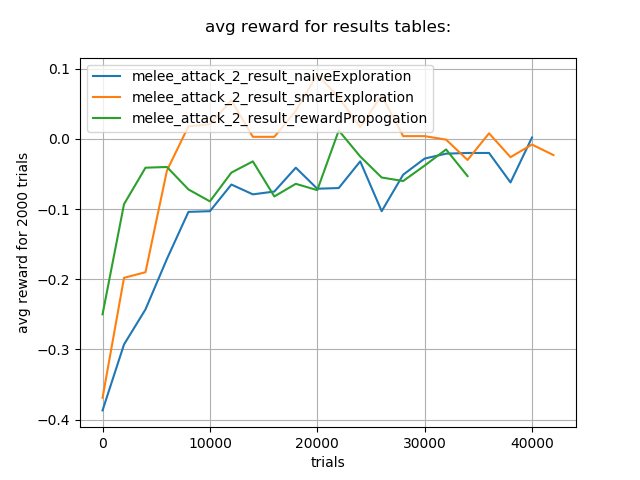 avg reward for results tables:
melee_attack_2_result_naiveExploration
melee_attack_2_result_smartExploration
melee_attack_2_result_rewardPropogation
avg reward for 2000 trials
0.1
0.0
−0.1
−0.2
−0.3
−0.4
0
10000
20000
30000
40000
trials